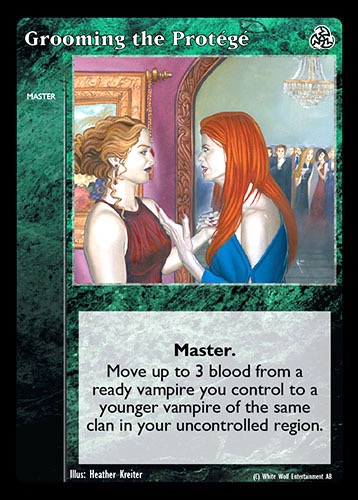 Grooming the Protégé
MASTER
Master.
Move up to 3 blood from a
ready vampire you control to a
younger vampire of the same
clan in your uncontrolled region.
Illus: Heather Kreiter
(C) White Wolf Entertainment AB